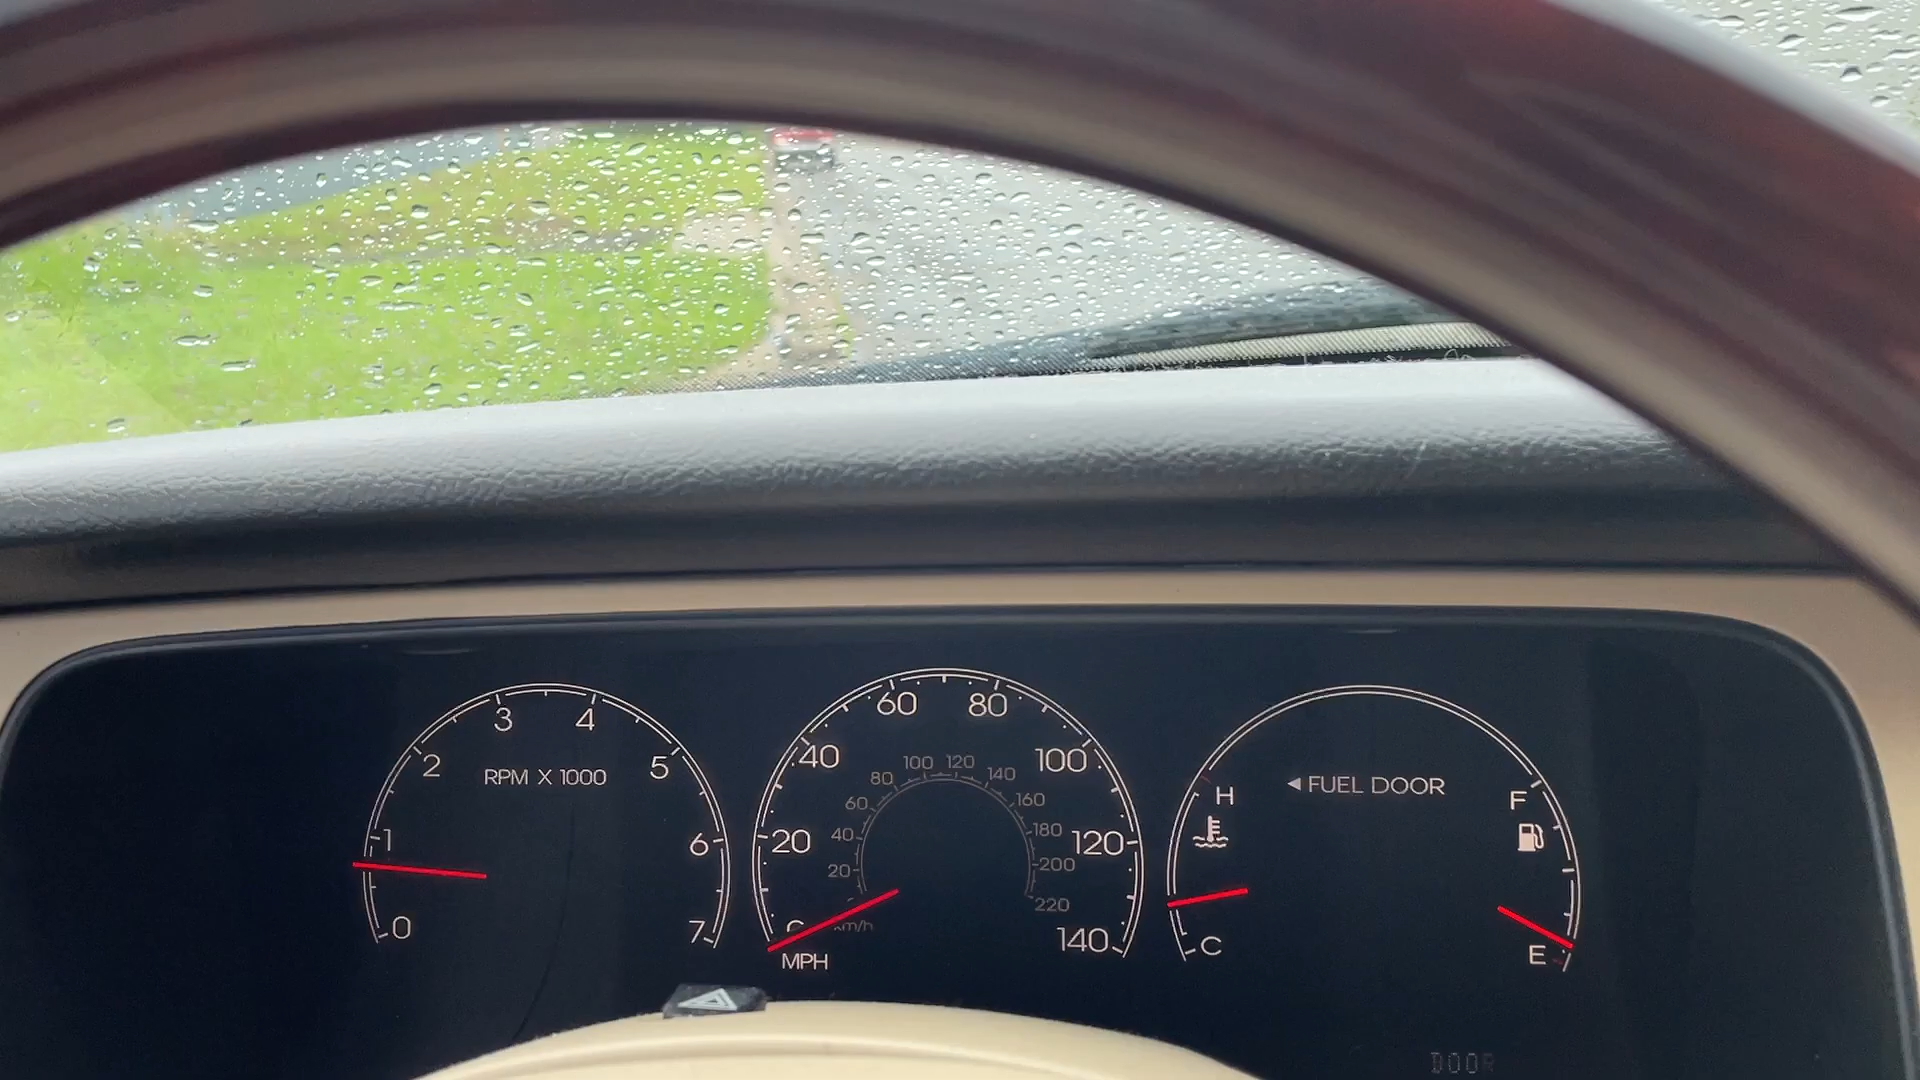 3 4
2 5
RPM X 1000
1 6
0 7
60 80
40 100
100 120
80 140
60 160
20 40 180 120
20 200
km/h 220
140
MPH
◄ FUEL DOOR
H F
C E
DOOR